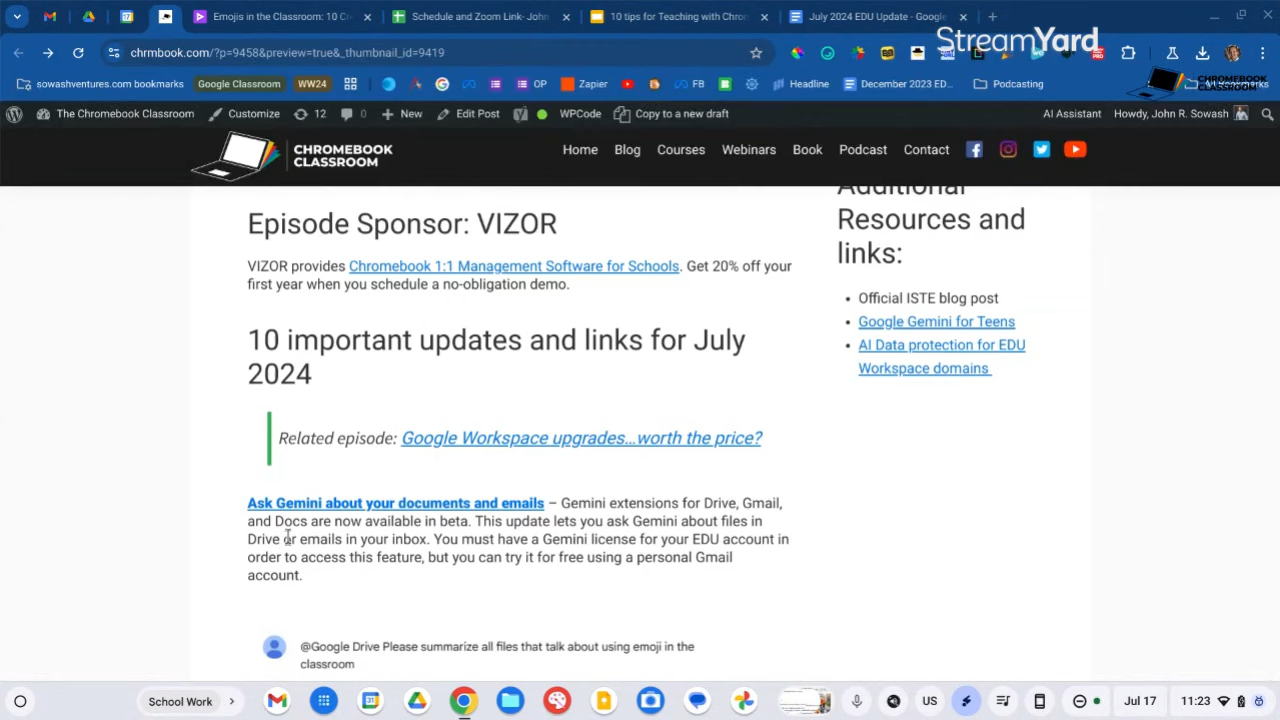 Emojis in the Classroom: 10 C
Schedule and Zoom Link- John
10 tips for Teaching with Chrom
July 2024 EDU Update - Google
StreamYard
chrmbook.com/?p=9458&preview=true&_thumbnail_id=9419
sowashventures.com bookmarks
Google Classroom
WW24
OP
Zapier
FB
Headline
December 2023 ED...
Podcasting
CHROMEBOOK
CLASSROOM
The Chromebook Classroom
Customize
12
0
New
Edit Post
WPCode
Copy to a new draft
AI Assistant
Howdy, John R. Sowash
CHROMEBOOK
CLASSROOM
Home
Blog
Courses
Webinars
Book
Podcast
Contact
Episode Sponsor: VIZOR
VIZOR provides Chromebook 1:1 Management Software for Schools. Get 20% off your
first year when you schedule a no-obligation demo.
10 important updates and links for July
2024
Related episode: Google Workspace upgrades...worth the price?
Ask Gemini about your documents and emails – Gemini extensions for Drive, Gmail,
and Docs are now available in beta. This update lets you ask Gemini about files in
Drive or emails in your inbox. You must have a Gemini license for your EDU account in
order to access this feature, but you can try it for free using a personal Gmail
account.
@Google Drive Please summarize all files that talk about using emoji in the
classroom
Additional
Resources and
links:
Official ISTE blog post
Google Gemini for Teens
AI Data protection for EDU
Workspace domains
School Work
US
Jul 17
11:23